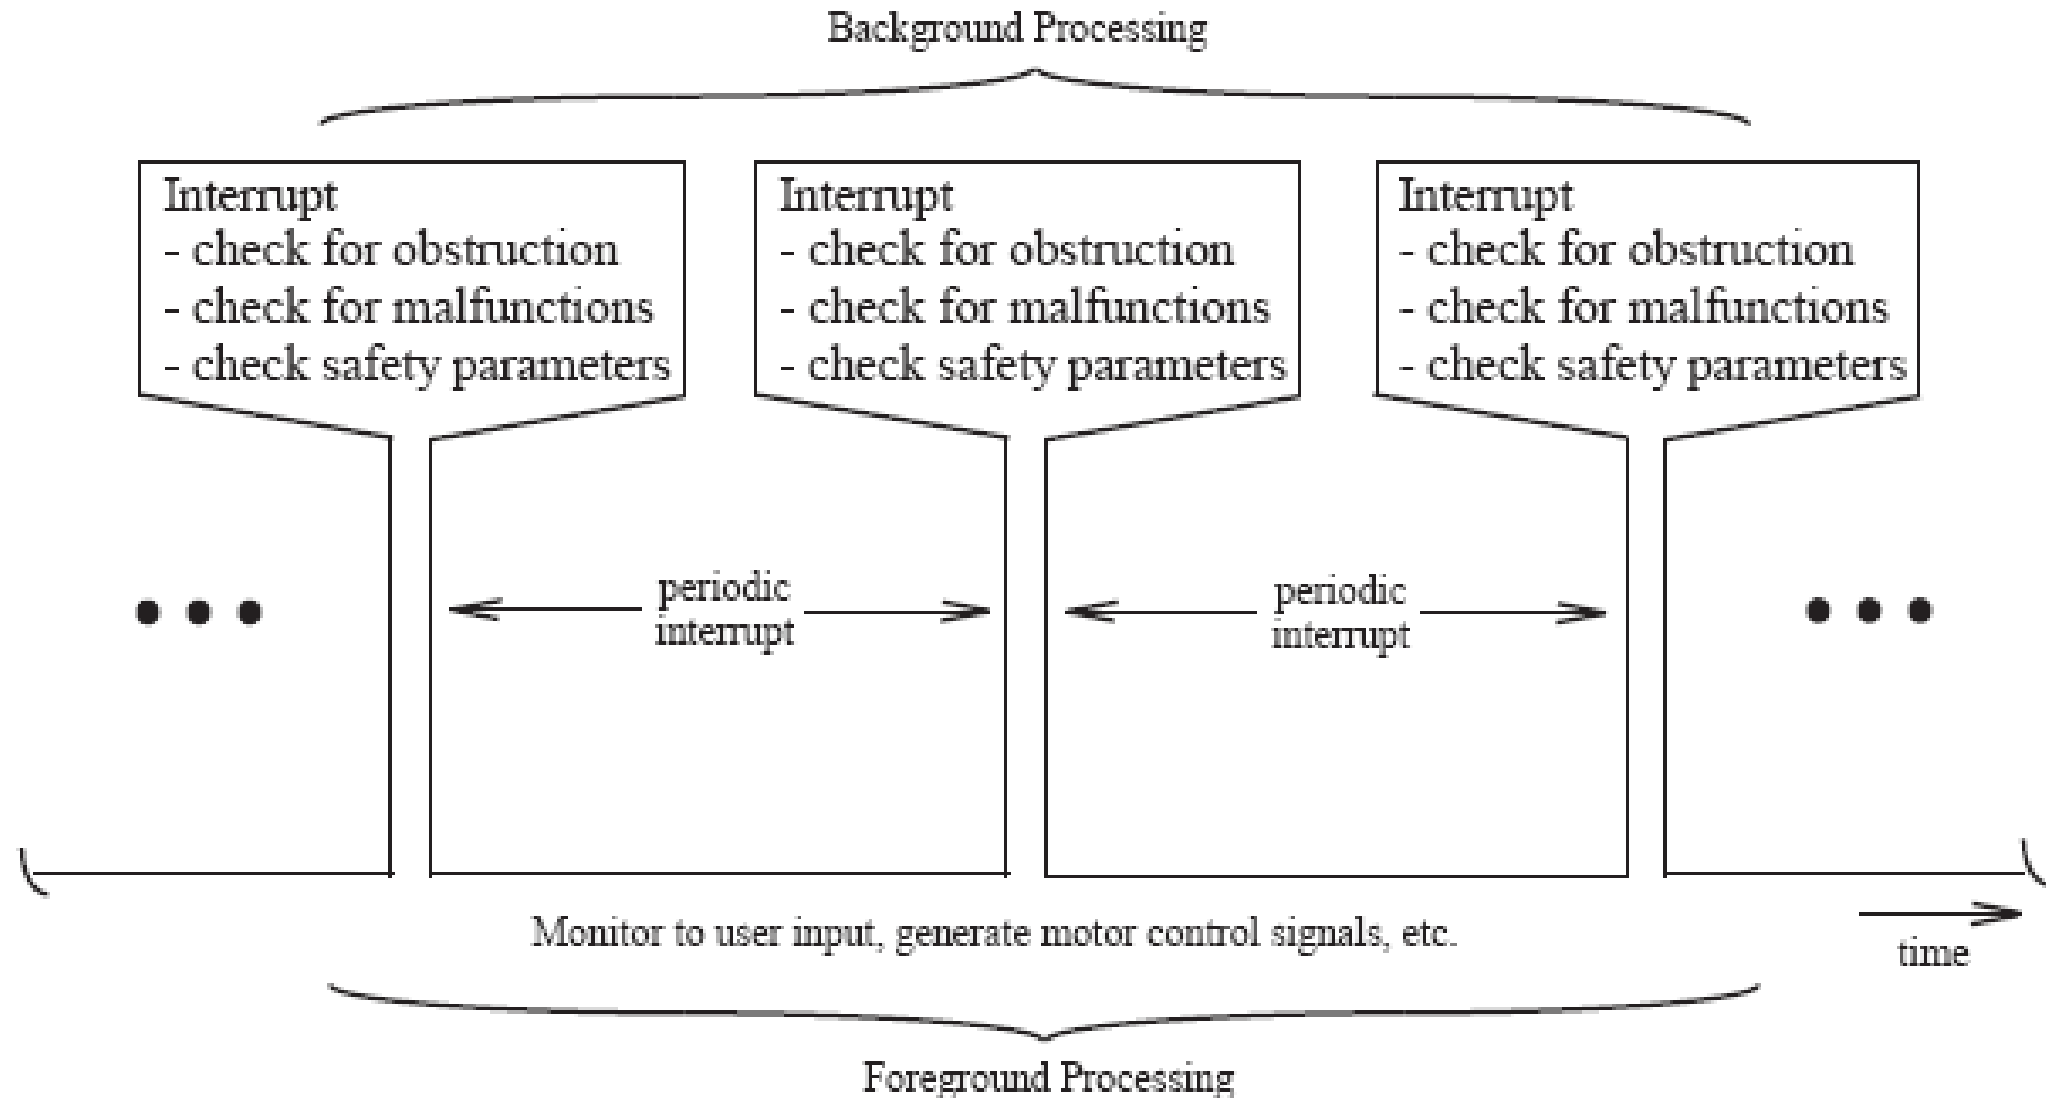 Background Processing
Interrupt
- check for obstruction
- check for malfunctions
- check safety parameters
Interrupt
- check for obstruction
- check for malfunctions
- check safety parameters
Interrupt
- check for obstruction
- check for malfunctions
- check safety parameters
periodic
interrupt
periodic
interrupt
Monitor to user input, generate motor control signals, etc.
time
Foreground Processing